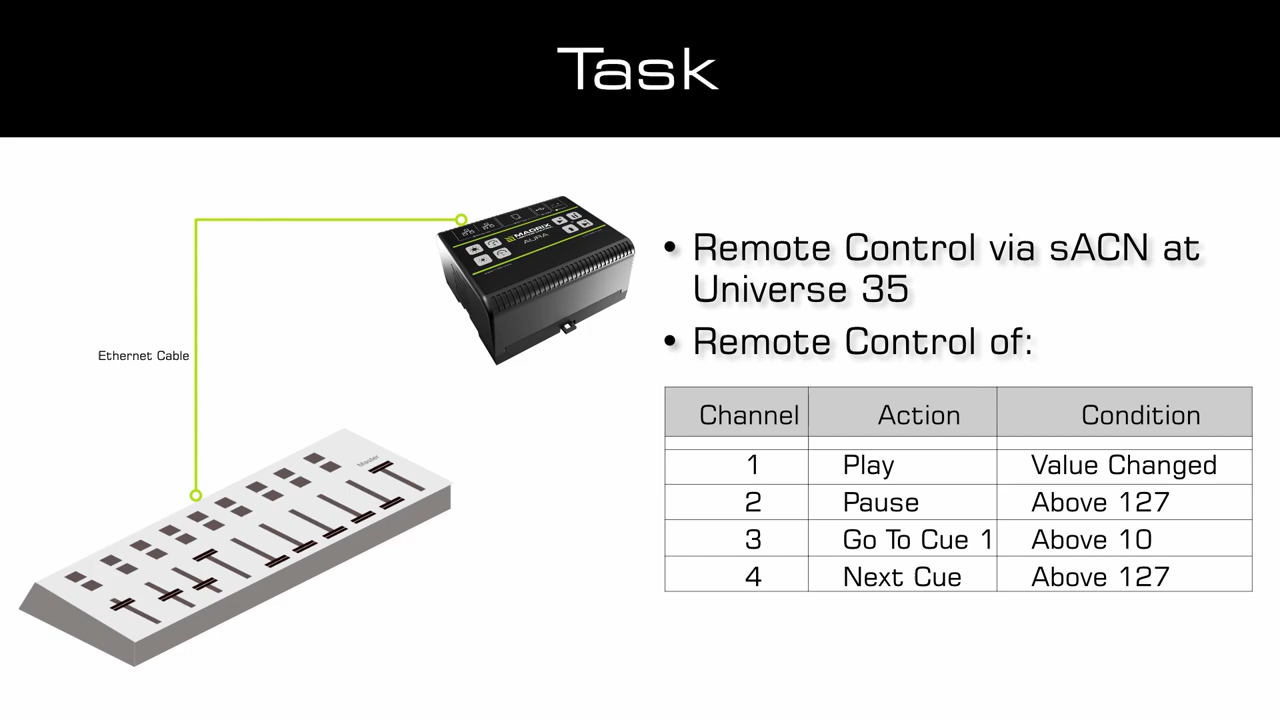 Task
MADRIX
AURA
• Remote Control via sACN at
Universe 35
• Remote Control of:
Ethernet Cable
Channel Action Condition
1 Play Value Changed
2 Pause Above 127
3 Go To Cue 1 Above 10
4 Next Cue Above 127
Master